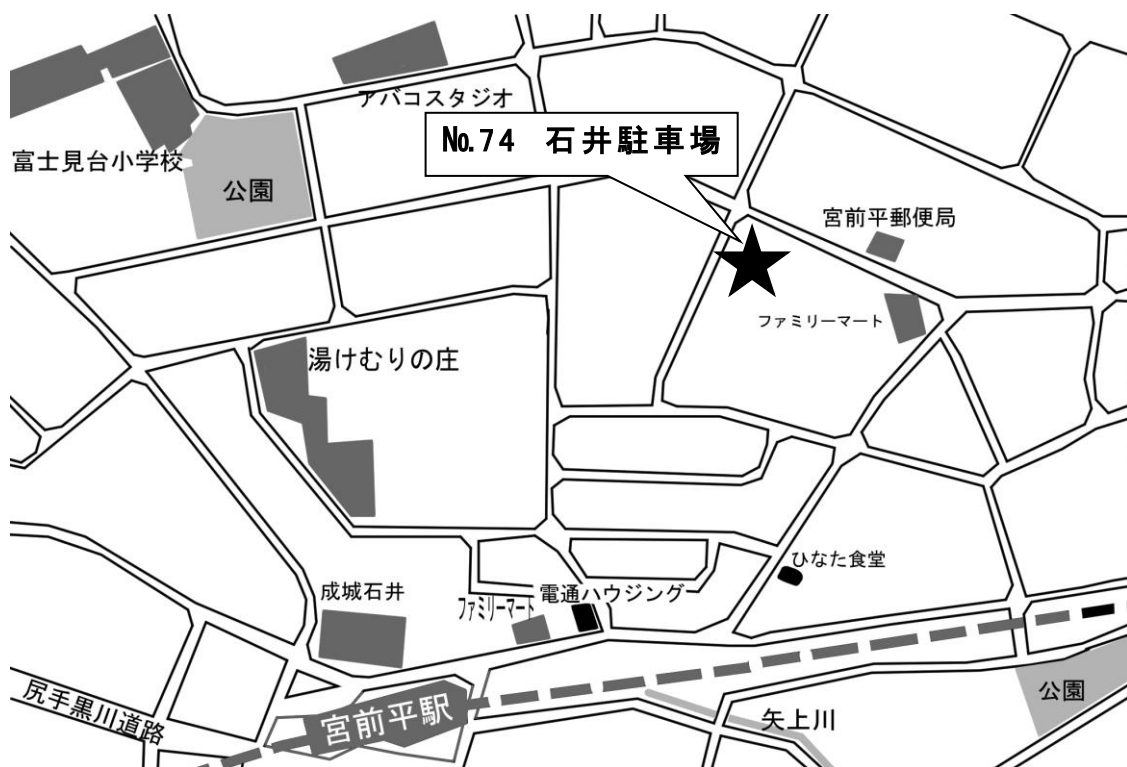 アバコスタジオ
№74 石井駐車場
富士見台小学校
公園
宮前平郵便局
ファミリーマート
湯けむりの庄
ひなた食堂
成城石井
電通ハウジング
ファミリーマート
尻手黒川道路
宮前平駅
矢上川
公園